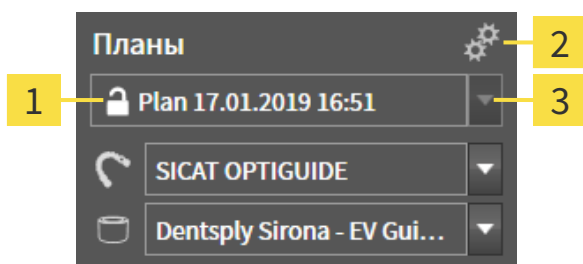 Планы 2
1 Plan 17.01.2019 16:51 3
SICAT OPTIGUIDE
Dentsply Sirona - EV Gui...